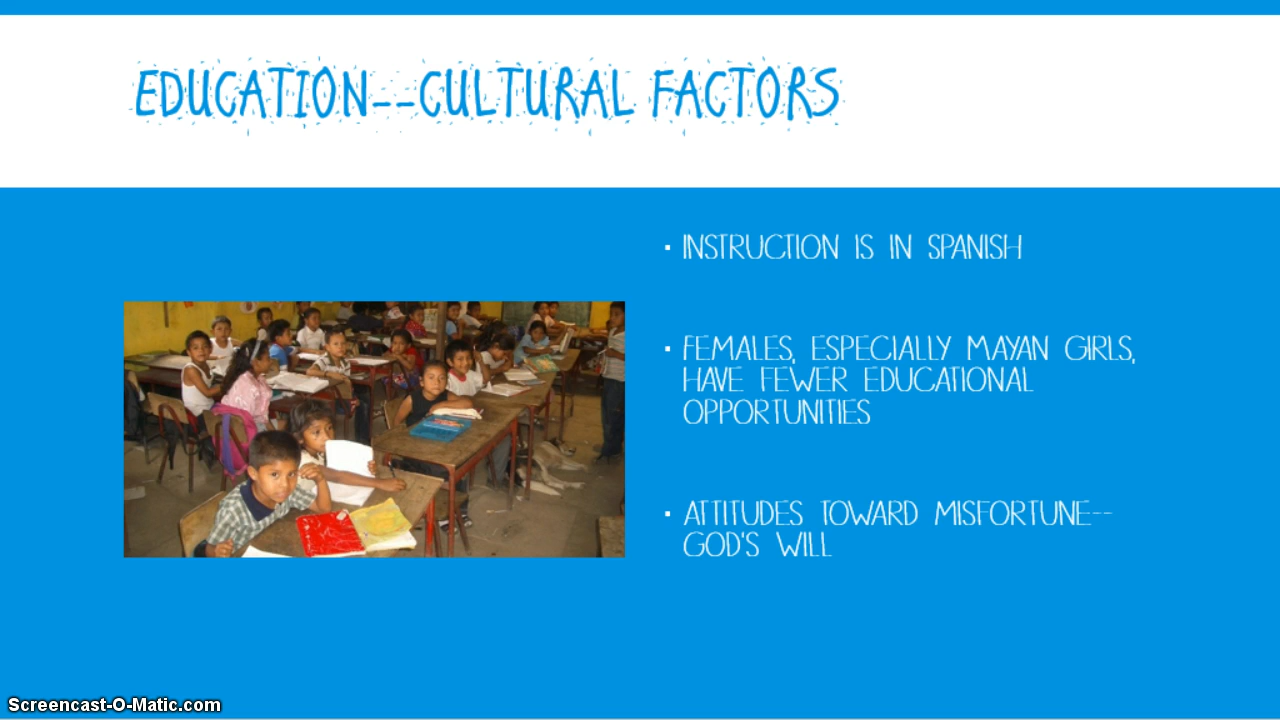 EDUCATION--CULTURAL FACTORS
▪ INSTRUCTION IS IN SPANISH
▪ FEMALES, ESPECIALLY MAYAN GIRLS,
HAVE FEWER EDUCATIONAL
OPPORTUNITIES
▪ ATTITUDES TOWARD MISFORTUNE--
GOD'S WILL
Screencast-O-Matic.com